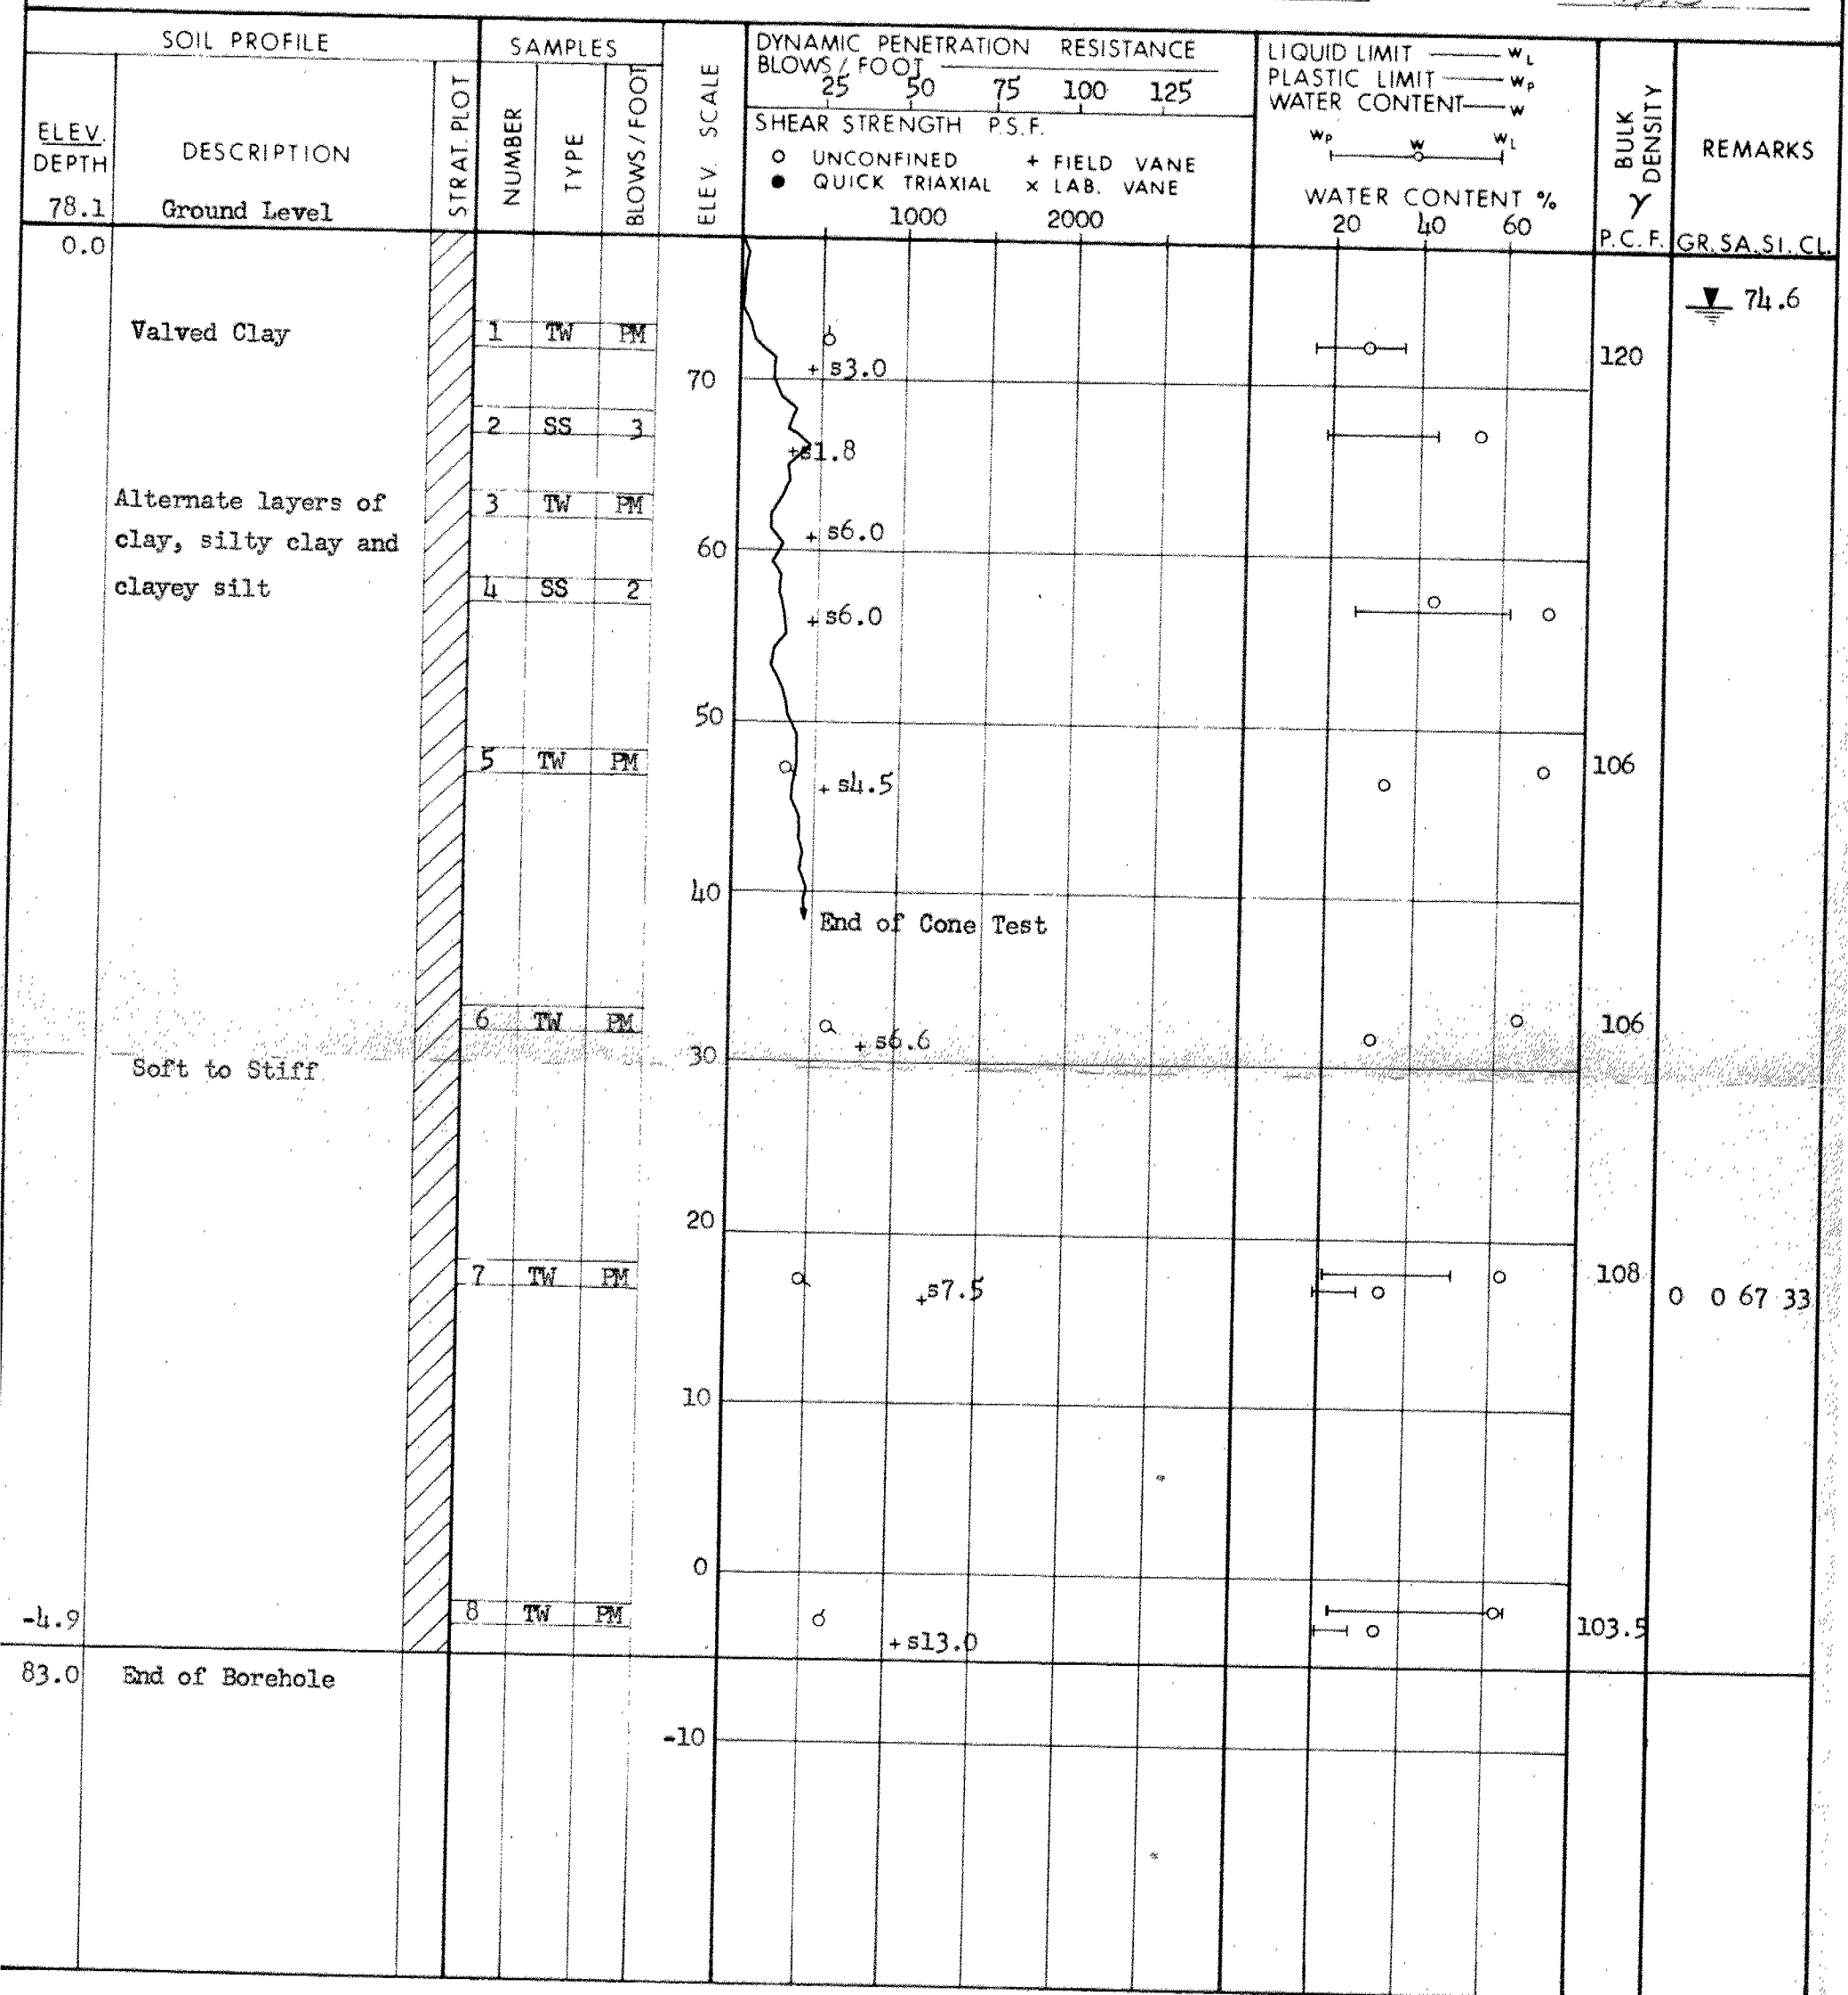 SOIL PROFILE
SAMPLES
ELEV. SCALE
DYNAMIC PENETRATION RESISTANCE
BLOWS / FOOT
25 50 75 100 125
SHEAR STRENGTH P.S.F.
○ UNCONFINED + FIELD VANE
● QUICK TRIAXIAL × LAB. VANE
1000 2000
LIQUID LIMIT —— wL
PLASTIC LIMIT —— wP
WATER CONTENT —— w
wP w wL
WATER CONTENT %
20 40 60
BULK DENSITY
γ
P.C.F.
REMARKS
GR. SA. SI. CL.
ELEV.
DEPTH
DESCRIPTION
STRAT. PLOT
NUMBER
TYPE
BLOWS / FOOT
78.1 Ground Level
0.0
74.6
Valved Clay
1 TW PM
120
+ s3.0
70
2 SS 3
+s1.8
Alternate layers of
clay, silty clay and
clayey silt
3 TW PM
+ s6.0
60
4 SS 2
+ s6.0
50
5 TW PM
106
+ s4.5
40
End of Cone Test
6 TW PM
106
+ s6.6
30
Soft to Stiff
20
7 TW PM
108
+s7.5
0 0 67 33
10
0
8 TW PM
-4.9
103.5
+ s13.0
83.0 End of Borehole
-10